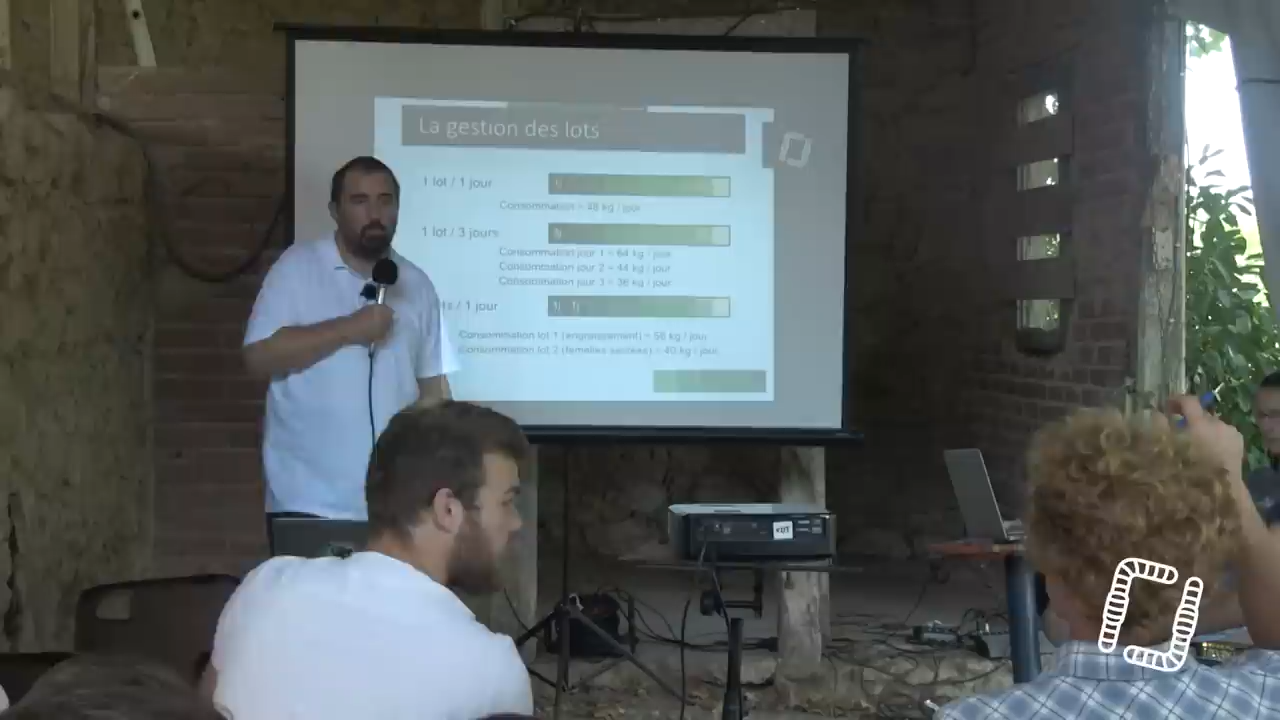 La gestion des lots
1 lot / 1 jour
Consommation = 48 kg / jour
1 lot / 3 jours
Consommation jour 1 = 64 kg / jour
Consommation jour 2 = 44 kg / jour
Consommation jour 3 = 36 kg / jour
/ 1 jour
Consommation lot 1 (engraissement) = 56 kg / jour
Consommation lot 2 (femelles suitées) = 40 kg / jour